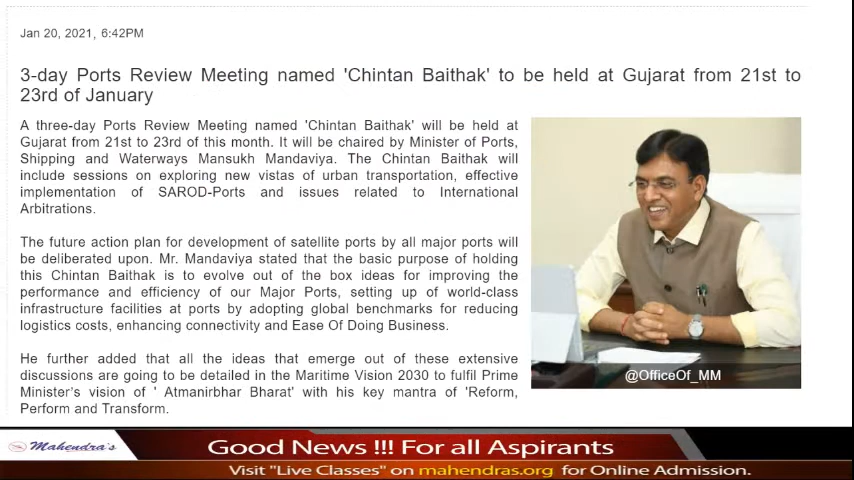 Jan 20, 2021, 6:42PM
3-day Ports Review Meeting named 'Chintan Baithak' to be held at Gujarat from 21st to
23rd of January
A three-day Ports Review Meeting named 'Chintan Baithak' will be held at
Gujarat from 21st to 23rd of this month. It will be chaired by Minister of Ports,
Shipping and Waterways Mansukh Mandaviya. The Chintan Baithak will
include sessions on exploring new vistas of urban transportation, effective
implementation of SAROD-Ports and issues related to International
Arbitrations.
The future action plan for development of satellite ports by all major ports will
be deliberated upon. Mr. Mandaviya stated that the basic purpose of holding
this Chintan Baithak is to evolve out of the box ideas for improving the
performance and efficiency of our Major Ports, setting up of world-class
infrastructure facilities at ports by adopting global benchmarks for reducing
logistics costs, enhancing connectivity and Ease Of Doing Business.
He further added that all the ideas that emerge out of these extensive
discussions are going to be detailed in the Maritime Vision 2030 to fulfil Prime
Minister's vision of ' Atmanirbhar Bharat' with his key mantra of 'Reform,
Perform and Transform.
@OfficeOf_MM
Mahendra's
Good News !!! For all Aspirants
Visit "Live Classes" on mahendras.org for Online Admission.